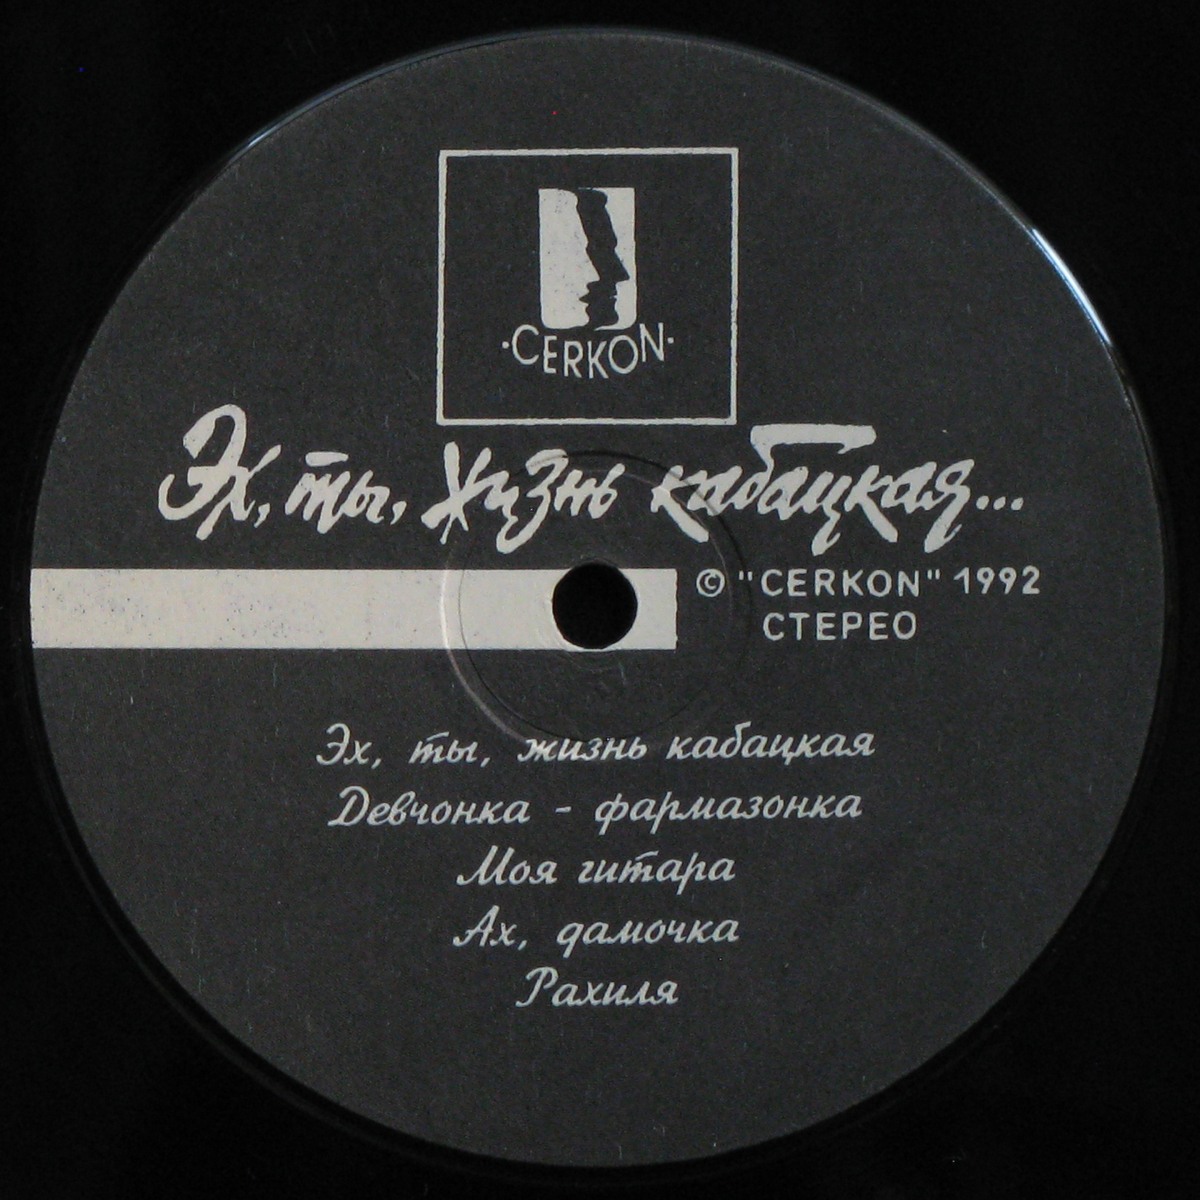 ·CERKON·
Эх, ты, жизнь кабацкая...
© "CERKON" 1992
СТЕРЕО
Эх, ты, жизнь кабацкая
Девчонка - фармазонка
Моя гитара
Ах, дамочка
Рахиля